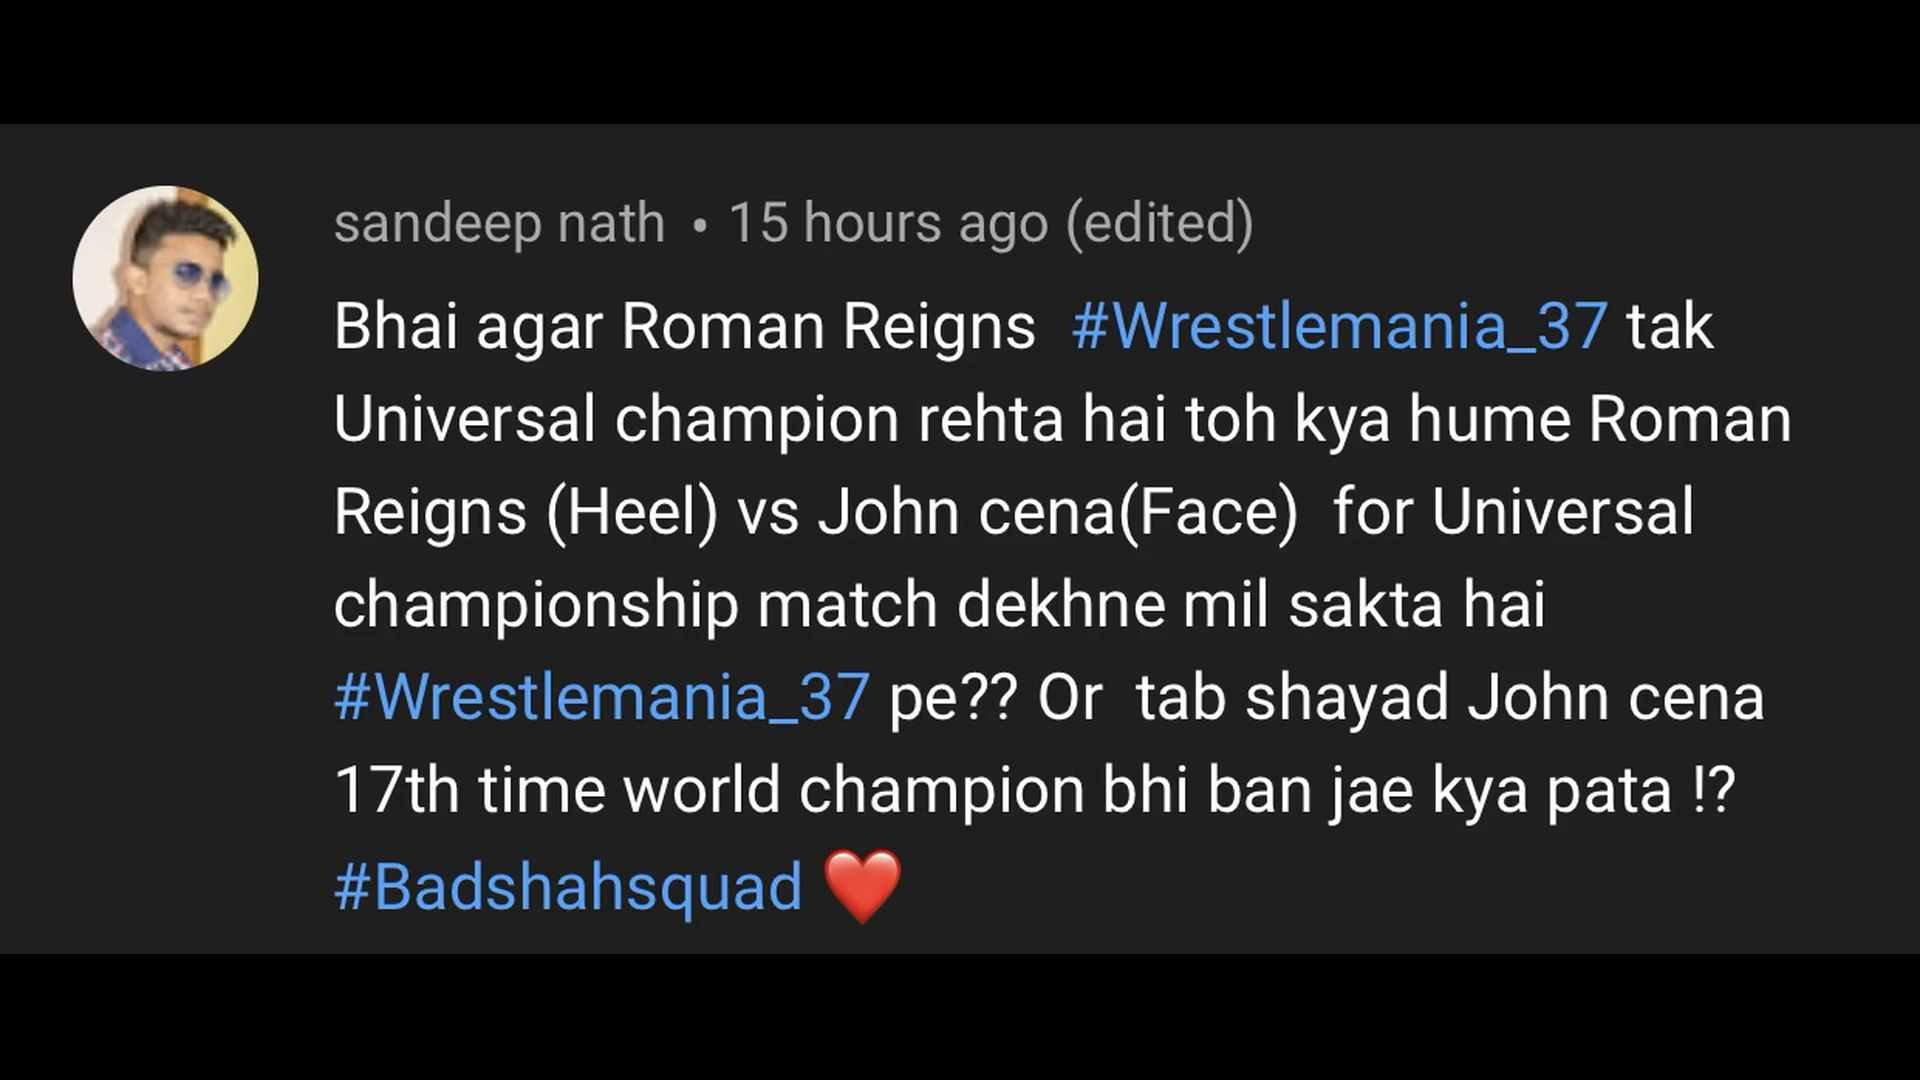 sandeep nath • 15 hours ago (edited)
Bhai agar Roman Reigns #Wrestlemania_37 tak
Universal champion rehta hai toh kya hume Roman
Reigns (Heel) vs John cena(Face) for Universal
championship match dekhne mil sakta hai
#Wrestlemania_37 pe?? Or tab shayad John cena
17th time world champion bhi ban jae kya pata !?
#Badshahsquad ❤️